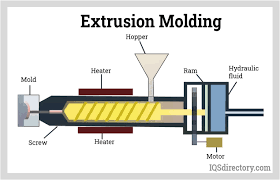 Extrusion Molding
Hopper
Heater
Ram
Hydraulic
fluid
Mold
Screw
Heater
Motor
IQSdirectory.com